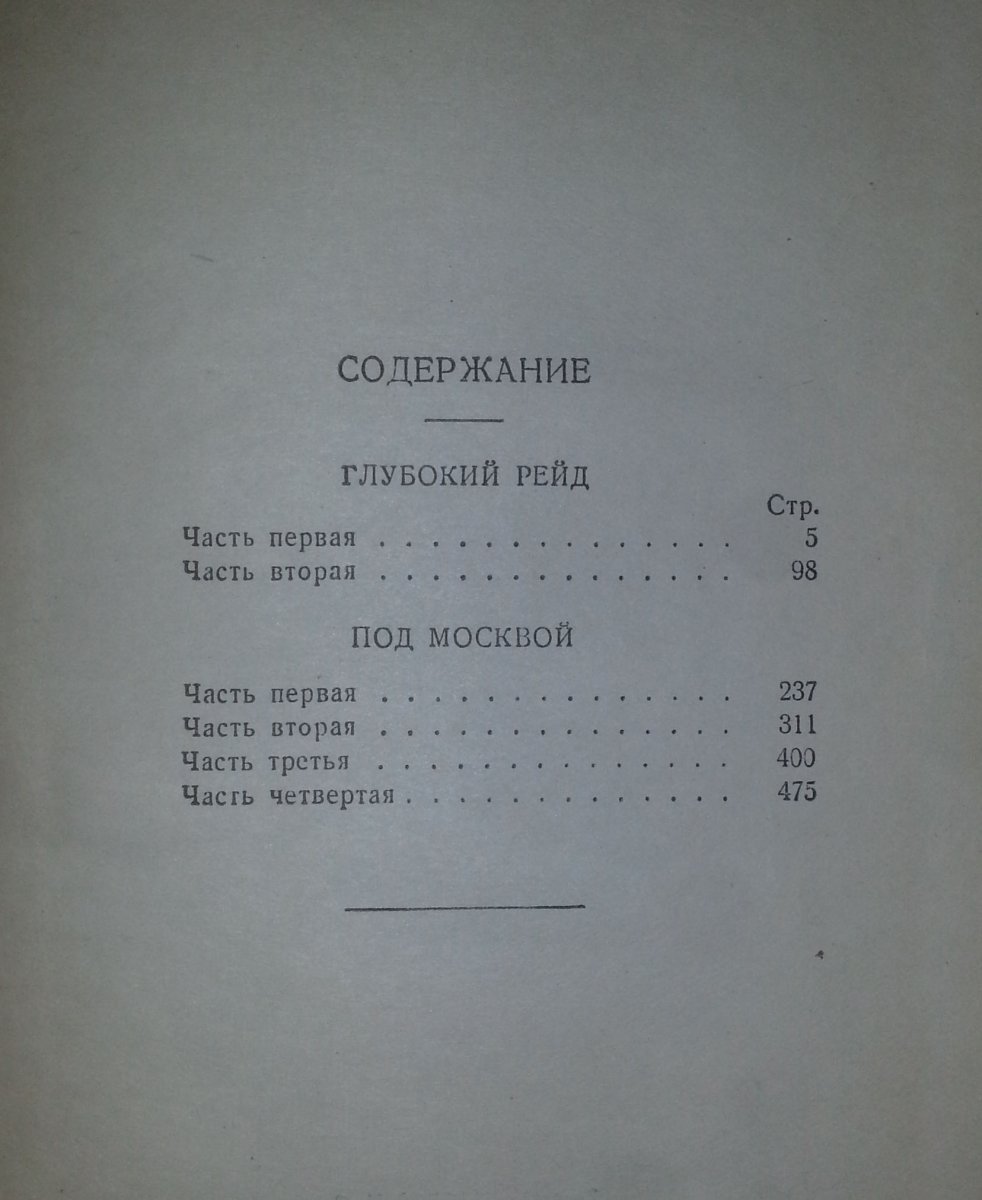 СОДЕРЖАНИЕ
ГЛУБОКИЙ РЕЙД
Стр.
Часть первая . . . . . . . . . . . . . . 5
Часть вторая . . . . . . . . . . . . . . 98
ПОД МОСКВОЙ
Часть первая . . . . . . . . . . . . . . 237
Часть вторая . . . . . . . . . . . . . . 311
Часть третья . . . . . . . . . . . . . . 400
Часть четвертая . . . . . . . . . . . . . 475